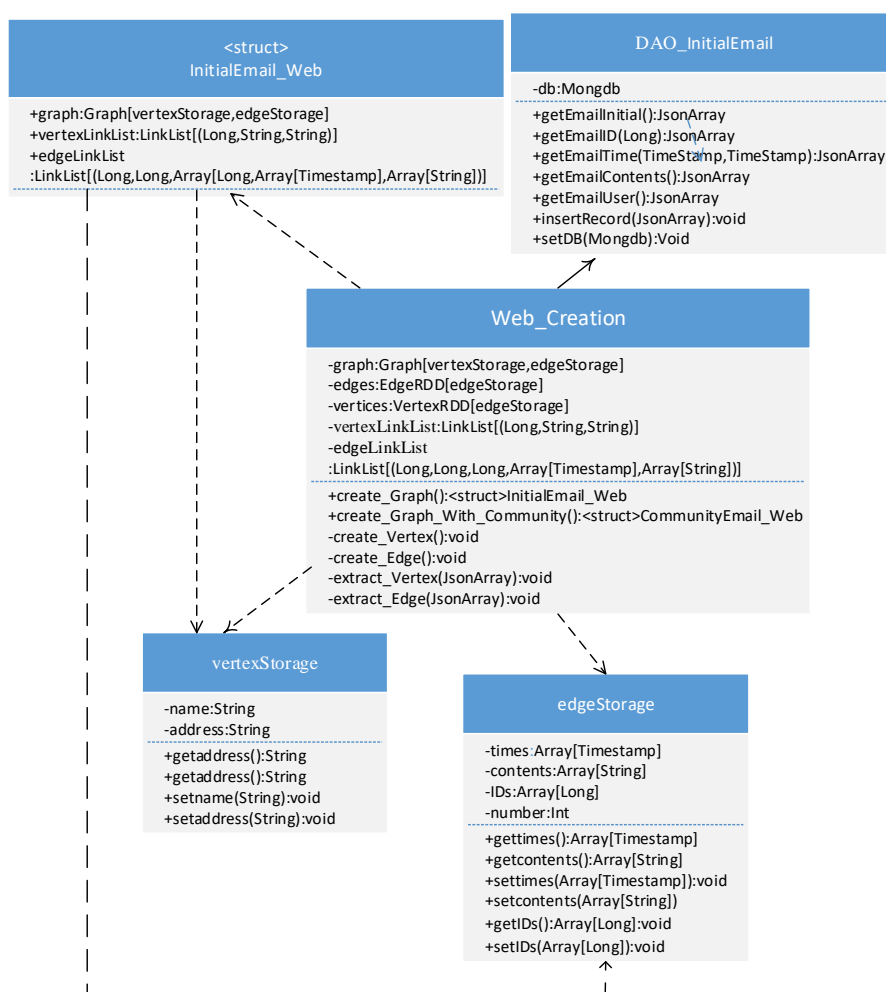 <struct>
InitialEmail_Web
+graph:Graph[vertexStorage,edgeStorage]
+vertexLinkList:LinkList[(Long,String,String)]
+edgeLinkList
:LinkList[(Long,Long,Array[Long,Array[Timestamp],Array[String])]
DAO_InitialEmail
-db:Mongdb
+getEmailInitial():JsonArray
+getEmailID(Long):JsonArray
+getEmailTime(TimeStamp,TimeStamp):JsonArray
+getEmailContents():JsonArray
+getEmailUser():JsonArray
+insertRecord(JsonArray):void
+setDB(Mongdb):Void
Web_Creation
-graph:Graph[vertexStorage,edgeStorage]
-edges:EdgeRDD[edgeStorage]
-vertices:VertexRDD[edgeStorage]
-vertexLinkList:LinkList[(Long,String,String)]
-edgeLinkList
:LinkList[(Long,Long,Long,Array[Timestamp],Array[String])]
+create_Graph():<struct>InitialEmail_Web
+create_Graph_With_Community():<struct>CommunityEmail_Web
-create_Vertex():void
-create_Edge():void
-extract_Vertex(JsonArray):void
-extract_Edge(JsonArray):void
vertexStorage
-name:String
-address:String
+getaddress():String
+getaddress():String
+setname(String):void
+setaddress(String):void
edgeStorage
-times:Array[Timestamp]
-contents:Array[String]
-IDs:Array[Long]
-number:Int
+gettimes():Array[Timestamp]
+getcontents():Array[String]
+settimes(Array[Timestamp]):void
+setcontents(Array[String])
+getIDs():Array[Long]:void
+setIDs(Array[Long]):void